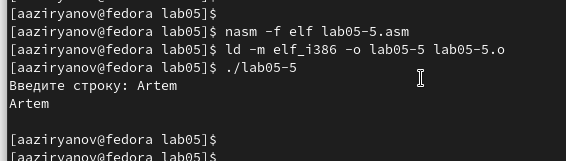 [aaziryanov@fedora lab05]$
[aaziryanov@fedora lab05]$ nasm -f elf lab05-5.asm
[aaziryanov@fedora lab05]$ ld -m elf_i386 -o lab05-5 lab05-5.o
[aaziryanov@fedora lab05]$ ./lab05-5
Введите строку: Artem
Artem
[aaziryanov@fedora lab05]$
[aaziryanov@fedora lab05]$